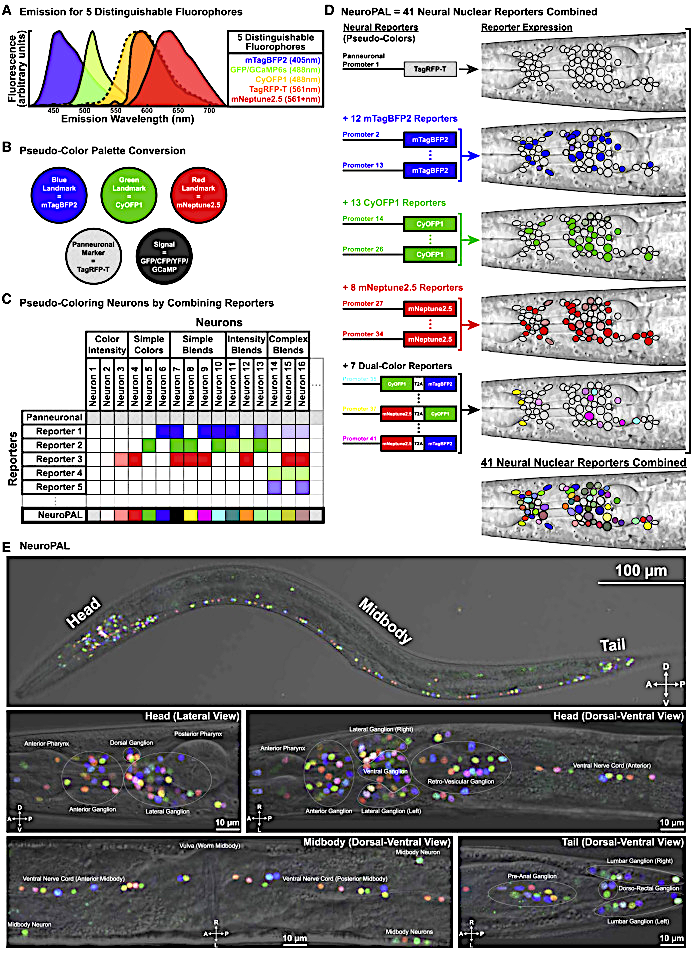 A Emission for 5 Distinguishable Fluorophores
Fluorescence
(arbitrary units)
450 500 550 600 650 700
Emission Wavelength (nm)
5 Distinguishable
Fluorophores
mTagBFP2 (405nm)
GFP/GCaMP6s (488nm)
CyOFP1 (488nm)
TagRFP-T (561nm)
mNeptune2.5 (561+nm)
B Pseudo-Color Palette Conversion
Blue
Landmark
=
mTagBFP2
Green
Landmark
=
CyOFP1
Red
Landmark
=
mNeptune2.5
Panneuronal
Marker
=
TagRFP-T
Signal
=
GFP/CFP/YFP/
GCaMP
C Pseudo-Coloring Neurons by Combining Reporters
Neurons
Color
Intensity
Simple
Colors
Simple
Blends
Intensity
Blends
Complex
Blends
Neuron 1
Neuron 2
Neuron 3
Neuron 4
Neuron 5
Neuron 6
Neuron 7
Neuron 8
Neuron 9
Neuron 10
Neuron 11
Neuron 12
Neuron 13
Neuron 14
Neuron 15
Neuron 16
...
Reporters
Panneuronal
Reporter 1
Reporter 2
Reporter 3
Reporter 4
Reporter 5
NeuroPAL
D NeuroPAL = 41 Neural Nuclear Reporters Combined
Neural Reporters
(Pseudo-Colors)
Reporter Expression
Panneuronal
Promoter 1
TagRFP-T
+ 12 mTagBFP2 Reporters
Promoter 2
mTagBFP2
Promoter 13
mTagBFP2
+ 13 CyOFP1 Reporters
Promoter 14
CyOFP1
Promoter 26
CyOFP1
+ 8 mNeptune2.5 Reporters
Promoter 27
mNeptune2.5
Promoter 34
mNeptune2.5
+ 7 Dual-Color Reporters
CyOFP1 T2A mTagBFP2
mNeptune2.5 T2A CyOFP1
Promoter 41
mNeptune2.5 T2A mTagBFP2
41 Neural Nuclear Reporters Combined
E NeuroPAL
100 µm
Head
Midbody
Tail
D
A P
V
Head (Lateral View)
Anterior Pharynx
Dorsal Ganglion
Posterior Pharynx
Anterior Ganglion
Lateral Ganglion
D
A P
V
10 µm
Head (Dorsal-Ventral View)
Lateral Ganglion (Right)
Anterior Pharynx
Ventral Ganglion
Ventral Nerve Cord (Anterior)
Retro-Vesicular Ganglion
Anterior Ganglion
Lateral Ganglion (Left)
R
A P
L
10 µm
Midbody (Dorsal-Ventral View)
Vulva (Worm Midbody)
Midbody Neuron
Ventral Nerve Cord (Anterior Midbody)
Ventral Nerve Cord (Posterior Midbody)
Midbody Neuron
R
A P
L
10 µm
Midbody Neurons
Tail (Dorsal-Ventral View)
Lumbar Ganglion (Right)
Pre-Anal Ganglion
Dorso-Rectal Ganglion
Lumbar Ganglion (Left)
R
A P
L
10 µm